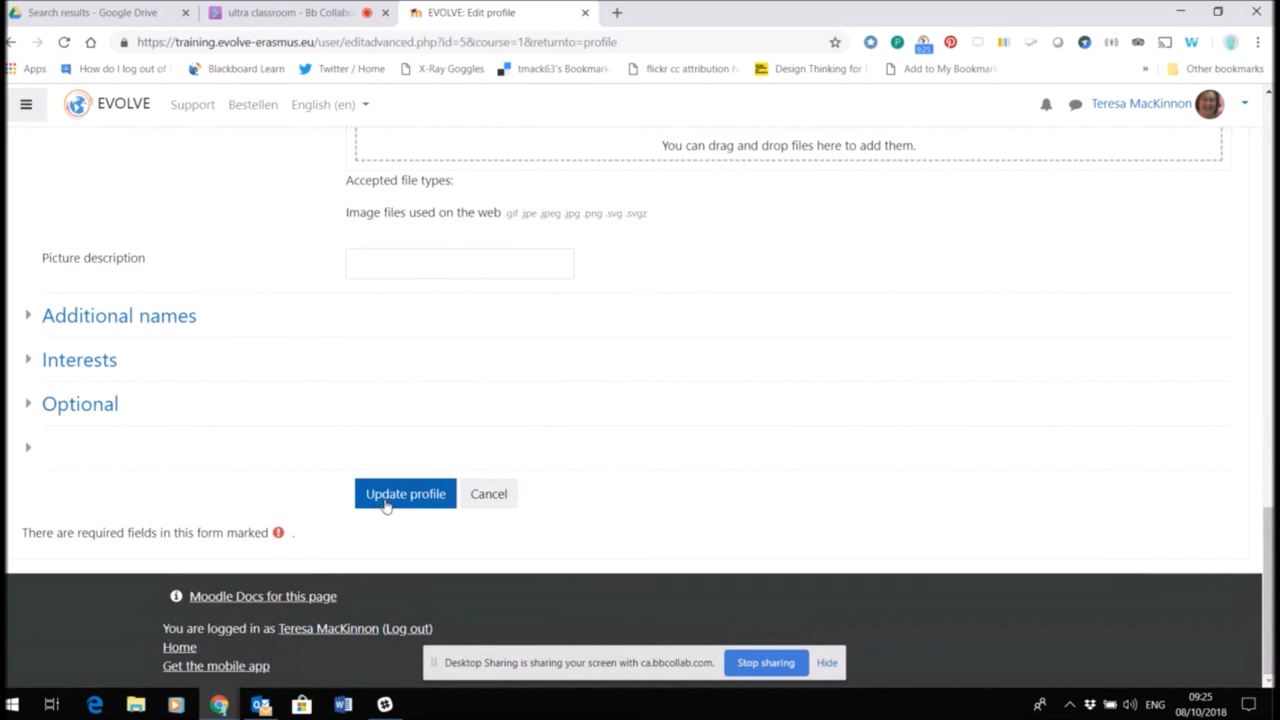 Search results - Google Drive
ultra classroom - Bb Collabo
EVOLVE: Edit profile
https://training.evolve-erasmus.eu/user/editadvanced.php?id=5&course=1&returnto=profile
9:25
Apps
How do I log out of
Blackboard Learn
Twitter / Home
X-Ray Goggles
tmack63's Bookmark
flickr cc attribution h
Design Thinking for
Add to My Bookmar
»
Other bookmarks
EVOLVE
Support
Bestellen
English (en)
Teresa MacKinnon
You can drag and drop files here to add them.
Accepted file types:
Image files used on the web .gif .jpe .jpeg .jpg .png .svg .svgz
Picture description
Additional names
Interests
Optional
Update profile
Cancel
There are required fields in this form marked .
Moodle Docs for this page
You are logged in as Teresa MacKinnon (Log out)
Home
Get the mobile app
Desktop Sharing is sharing your screen with ca.bbcollab.com.
Stop sharing
Hide
ENG
09:25
08/10/2018